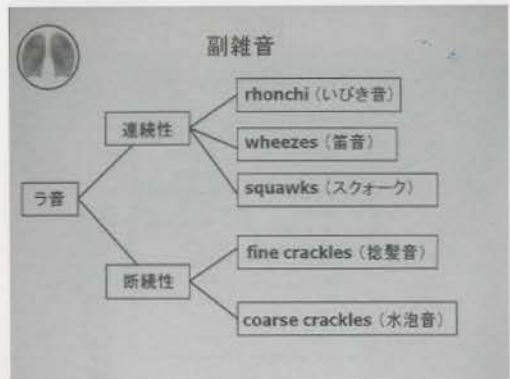 副雑音
rhonchi（いびき音）
連続性
wheezes（笛音）
squawks（スクォーク）
ラ音
fine crackles（捻髪音）
断続性
coarse crackles（水泡音）